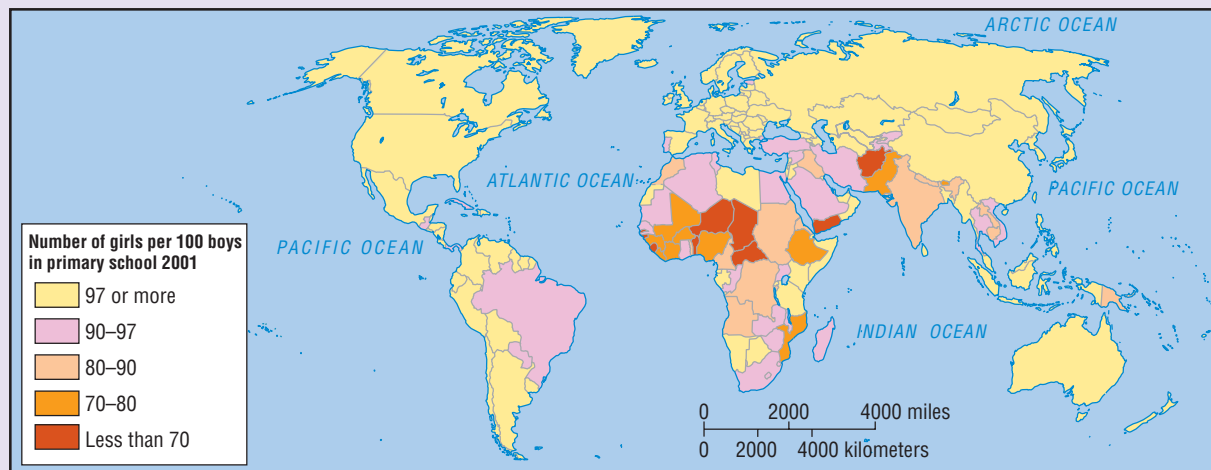 ARCTIC OCEAN
ATLANTIC OCEAN
PACIFIC OCEAN
PACIFIC OCEAN
INDIAN OCEAN
Number of girls per 100 boys
in primary school 2001
97 or more
90–97
80–90
70–80
Less than 70
0 2000 4000 miles
0 2000 4000 kilometers